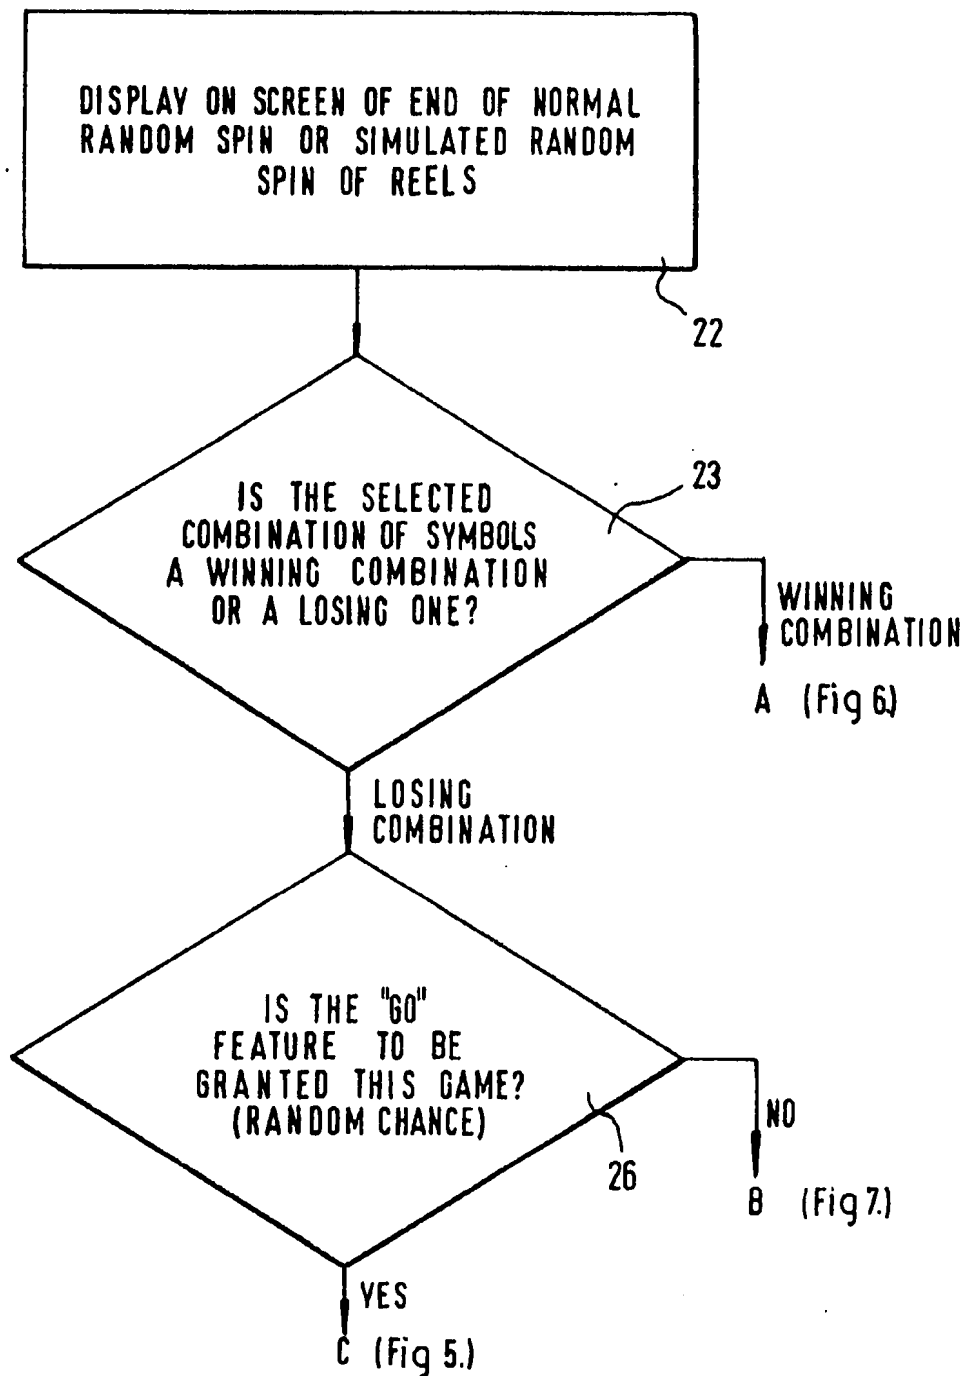 DISPLAY ON SCREEN OF END OF NORMAL
RANDOM SPIN OR SIMULATED RANDOM
SPIN OF REELS
22
IS THE SELECTED
COMBINATION OF SYMBOLS
A WINNING COMBINATION
OR A LOSING ONE?
23
WINNING
COMBINATION
A (Fig 6.)
LOSING
COMBINATION
IS THE "GO"
FEATURE TO BE
GRANTED THIS GAME?
(RANDOM CHANCE)
26
NO
B (Fig 7.)
YES
C (Fig 5.)